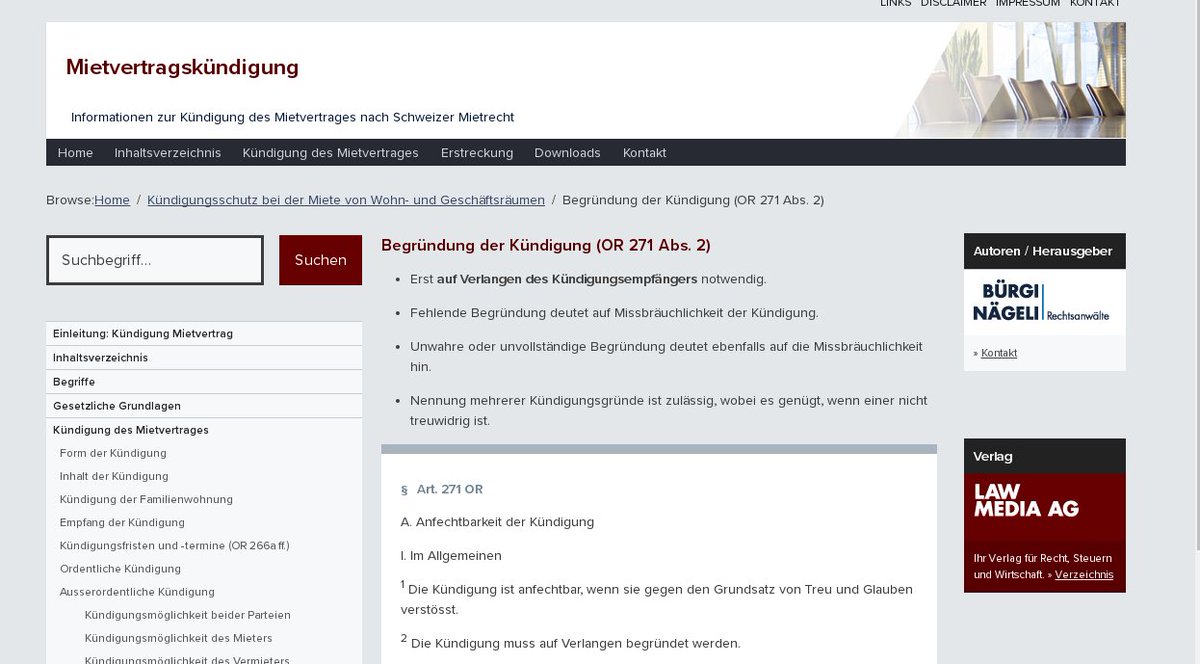 LINKS DISCLAIMER IMPRESSUM KONTAKT
Mietvertragskündigung
Informationen zur Kündigung des Mietvertrages nach Schweizer Mietrecht
Home Inhaltsverzeichnis Kündigung des Mietvertrages Erstreckung Downloads Kontakt
Browse:Home / Kündigungsschutz bei der Miete von Wohn- und Geschäftsräumen / Begründung der Kündigung (OR 271 Abs. 2)
Suchbegriff... Suchen
Einleitung: Kündigung Mietvertrag
Inhaltsverzeichnis
Begriffe
Gesetzliche Grundlagen
Kündigung des Mietvertrages
Form der Kündigung
Inhalt der Kündigung
Kündigung der Familienwohnung
Empfang der Kündigung
Kündigungsfristen und -termine (OR 266a ff.)
Ordentliche Kündigung
Ausserordentliche Kündigung
Kündigungsmöglichkeit beider Parteien
Kündigungsmöglichkeit des Mieters
Kündigungsmöglichkeit des Vermieters
Begründung der Kündigung (OR 271 Abs. 2)
• Erst auf Verlangen des Kündigungsempfängers notwendig.
• Fehlende Begründung deutet auf Missbräuchlichkeit der Kündigung.
• Unwahre oder unvollständige Begründung deutet ebenfalls auf die Missbräuchlichkeit
hin.
• Nennung mehrerer Kündigungsgründe ist zulässig, wobei es genügt, wenn einer nicht
treuwidrig ist.
§ Art. 271 OR
A. Anfechtbarkeit der Kündigung
I. Im Allgemeinen
1 Die Kündigung ist anfechtbar, wenn sie gegen den Grundsatz von Treu und Glauben
verstösst.
2 Die Kündigung muss auf Verlangen begründet werden.
Autoren / Herausgeber
BÜRGI
NÄGELI Rechtsanwälte
» Kontakt
Verlag
LAW
MEDIA AG
Ihr Verlag für Recht, Steuern
und Wirtschaft. » Verzeichnis